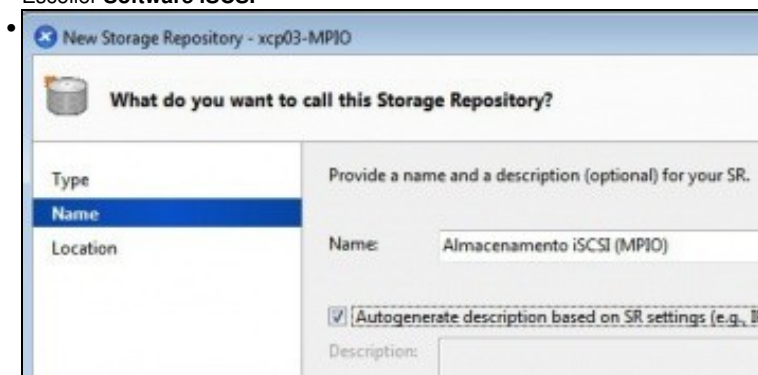 Escoller Software iSCSI
New Storage Repository - xcp03-MPIO
What do you want to call this Storage Repository?
Type
Name
Location
Provide a name and a description (optional) for your SR.
Name: Almacenamento iSCSI (MPIO)
Autogenerate description based on SR settings (e.g.,
Description: